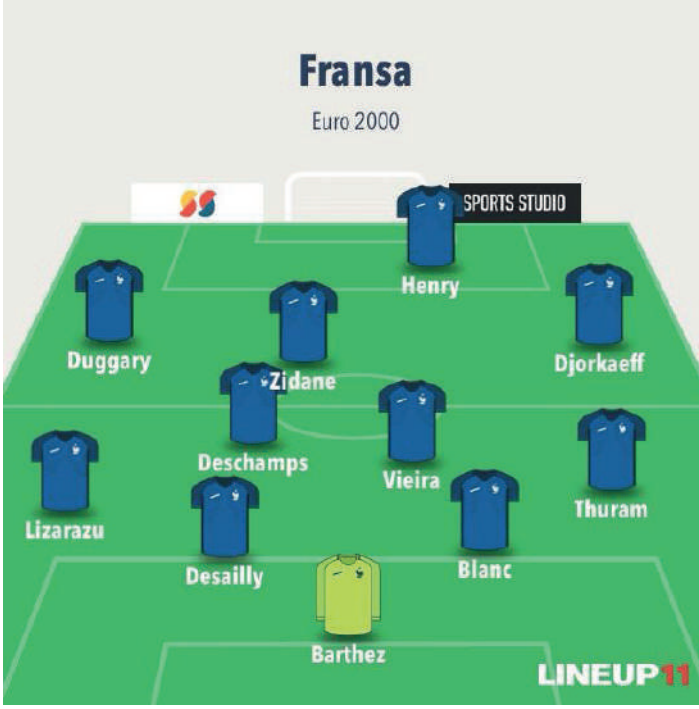 Fransa
Euro 2000
SPORTS STUDIO
Henry
Duggary
Zidane
Djorkaeff
Deschamps
Vieira
Lizarazu
Thuram
Desailly
Blanc
Barthez
LINEUP11